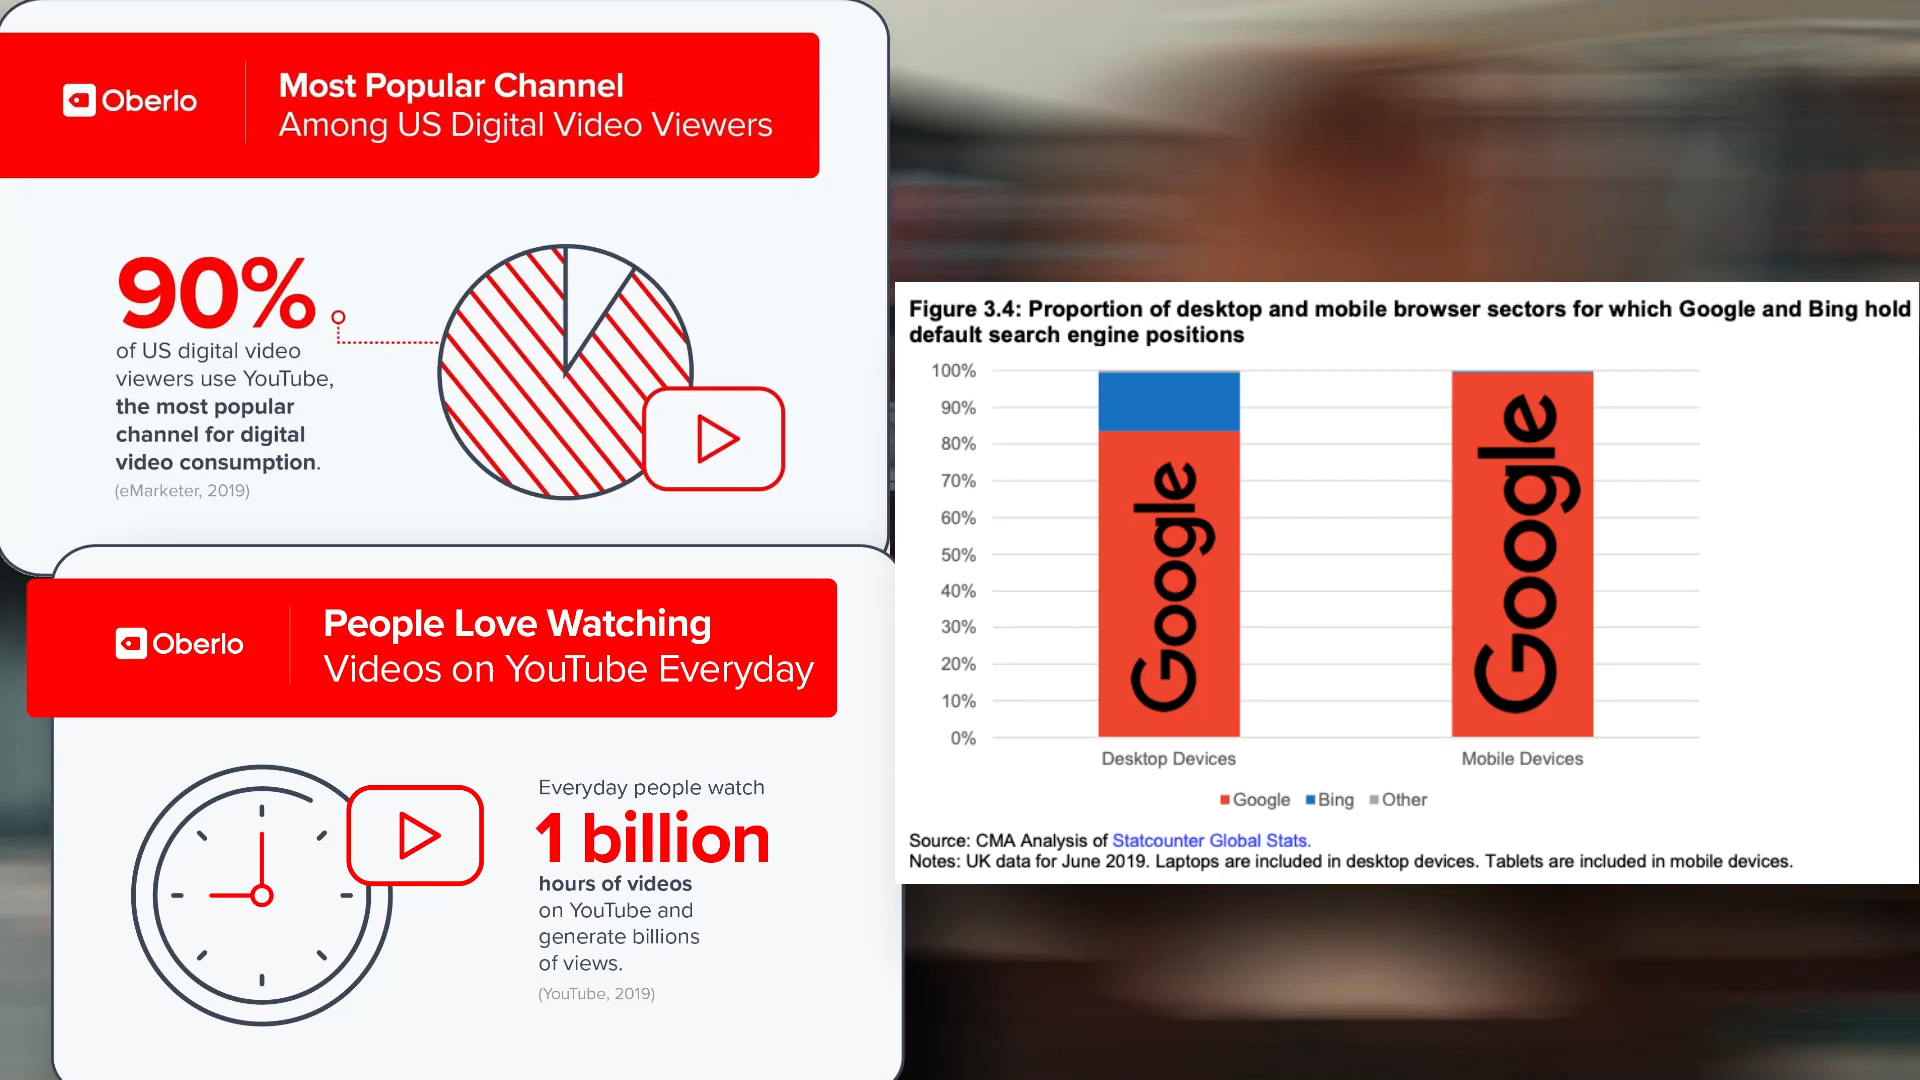 Oberlo
Most Popular Channel
Among US Digital Video Viewers
90%
of US digital video
viewers use YouTube,
the most popular
channel for digital
video consumption.
(eMarketer, 2019)
Oberlo
People Love Watching
Videos on YouTube Everyday
Everyday people watch
1 billion
hours of videos
on YouTube and
generate billions
of views.
(YouTube, 2019)
Figure 3.4: Proportion of desktop and mobile browser sectors for which Google and Bing hold
default search engine positions
100%
90%
80%
70%
60%
50%
40%
30%
20%
10%
0%
Google
Google
Desktop Devices
Mobile Devices
Google Bing Other
Source: CMA Analysis of Statcounter Global Stats.
Notes: UK data for June 2019. Laptops are included in desktop devices. Tablets are included in mobile devices.